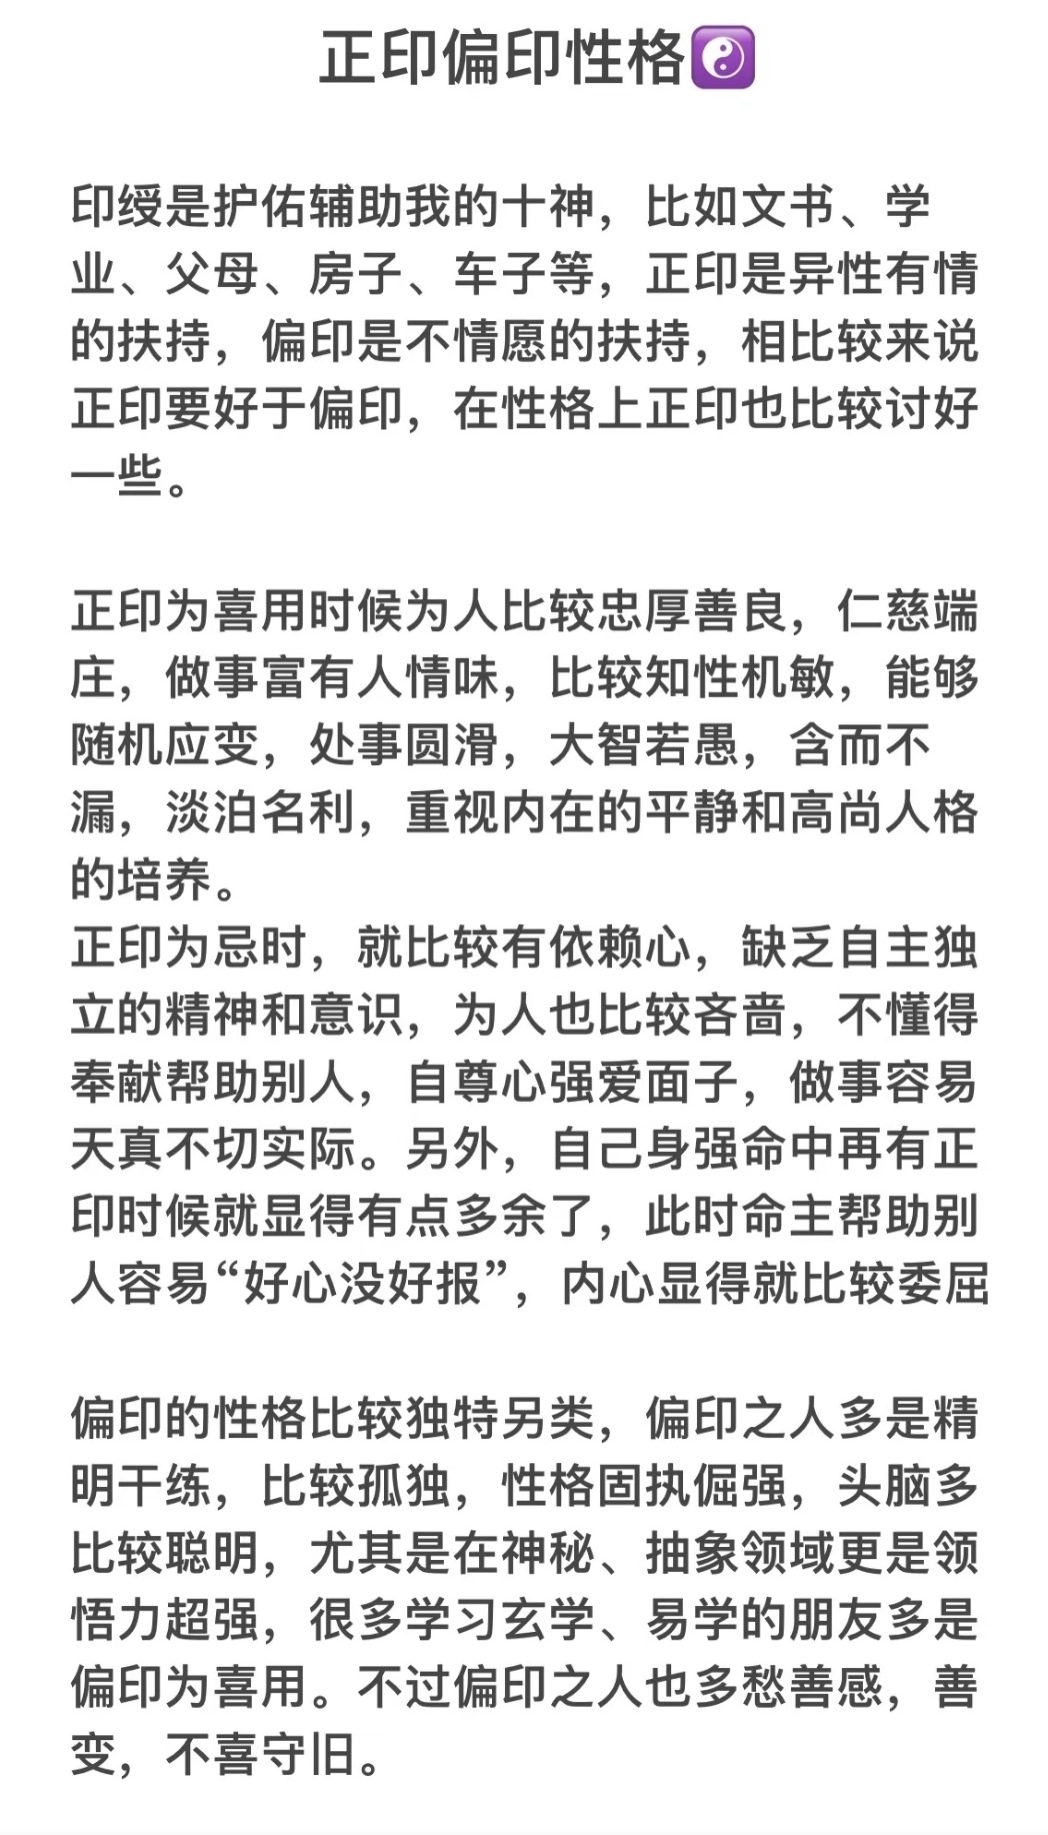 正印偏印性格☯️
印绶是护佑辅助我的十神，比如文书、学
业、父母、房子、车子等，正印是异性有情
的扶持，偏印是不情愿的扶持，相比较来说
正印要好于偏印，在性格上正印也比较讨好
一些。
正印为喜用时候为人比较忠厚善良，仁慈端
庄，做事富有人情味，比较知性机敏，能够
随机应变，处事圆滑，大智若愚，含而不
漏，淡泊名利，重视内在的平静和高尚人格
的培养。
正印为忌时，就比较有依赖心，缺乏自主独
立的精神和意识，为人也比较吝啬，不懂得
奉献帮助别人，自尊心强爱面子，做事容易
天真不切实际。另外，自己身强命中再有正
印时候就显得有点多余了，此时命主帮助别
人容易“好心没好报”，内心显得就比较委屈
偏印的性格比较独特另类，偏印之人多是精
明干练，比较孤独，性格固执倔强，头脑多
比较聪明，尤其是在神秘、抽象领域更是领
悟力超强，很多学习玄学、易学的朋友多是
偏印为喜用。不过偏印之人也多愁善感，善
变，不喜守旧。